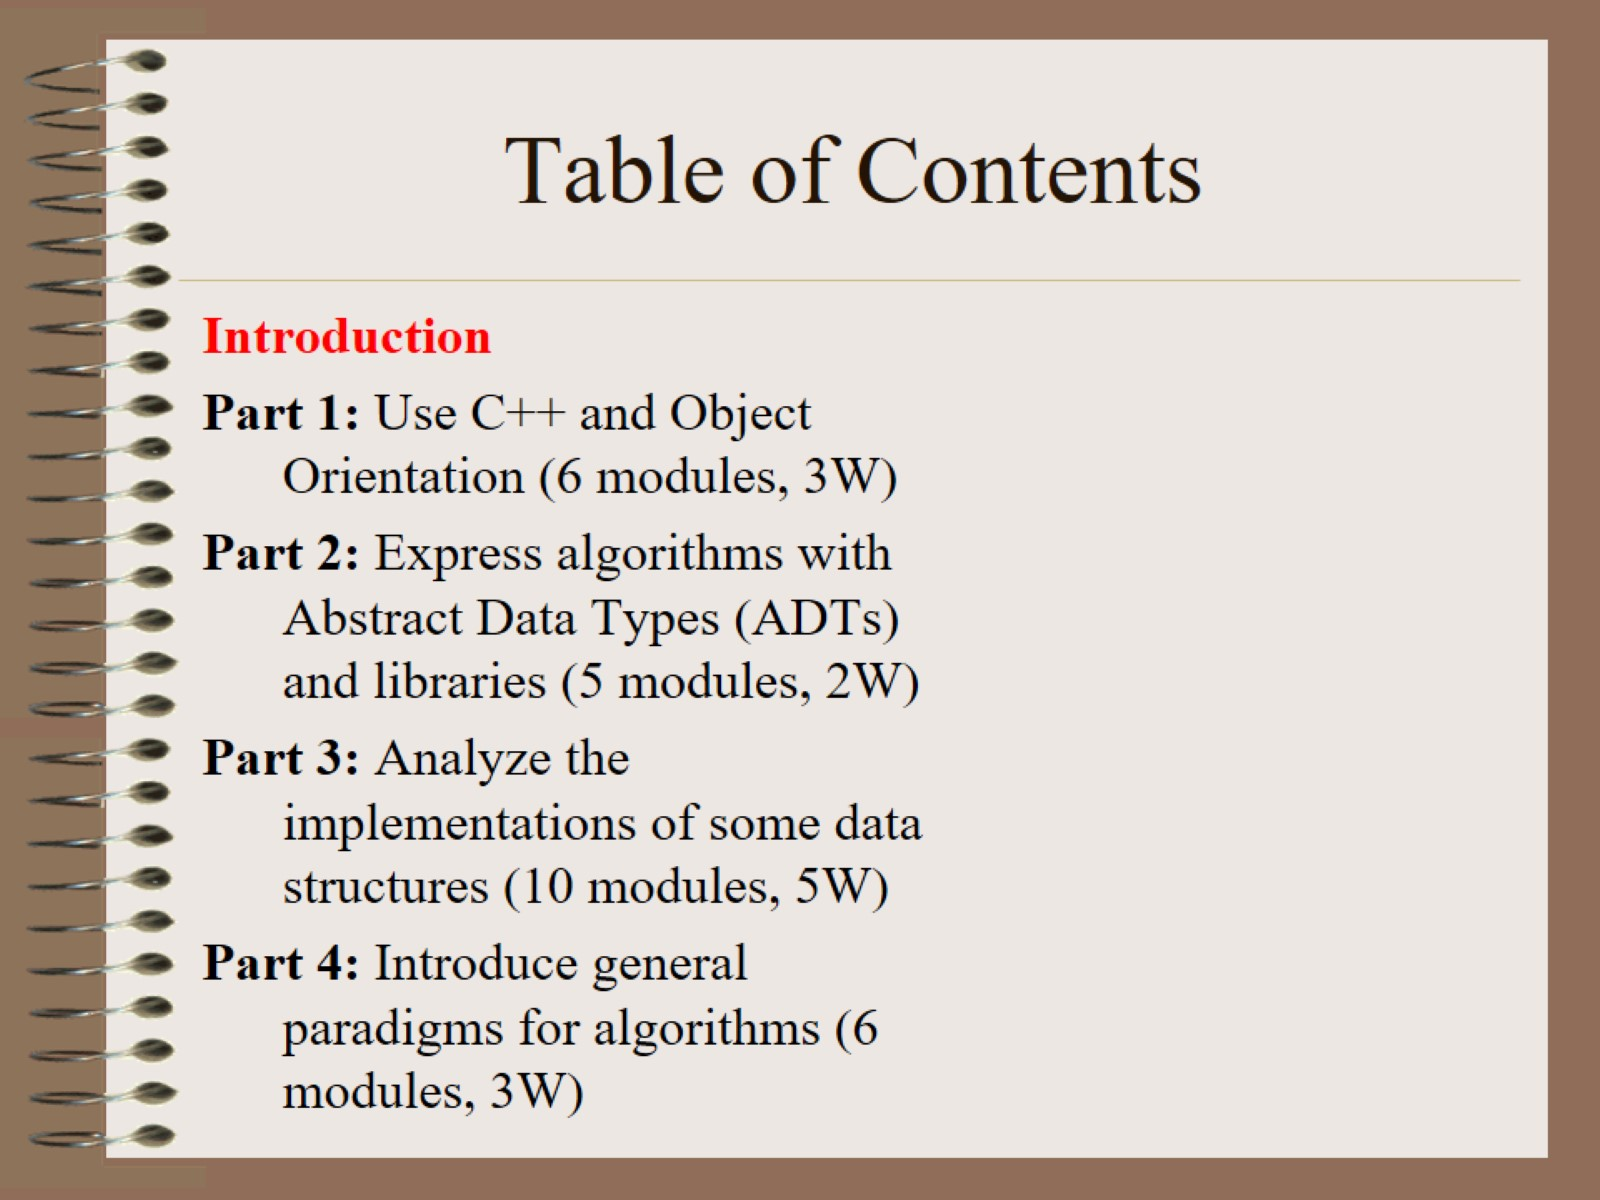 Table of Contents
Introduction
Part 1: Use C++ and Object
Orientation (6 modules, 3W)
Part 2: Express algorithms with
Abstract Data Types (ADTs)
and libraries (5 modules, 2W)
Part 3: Analyze the
implementations of some data
structures (10 modules, 5W)
Part 4: Introduce general
paradigms for algorithms (6
modules, 3W)